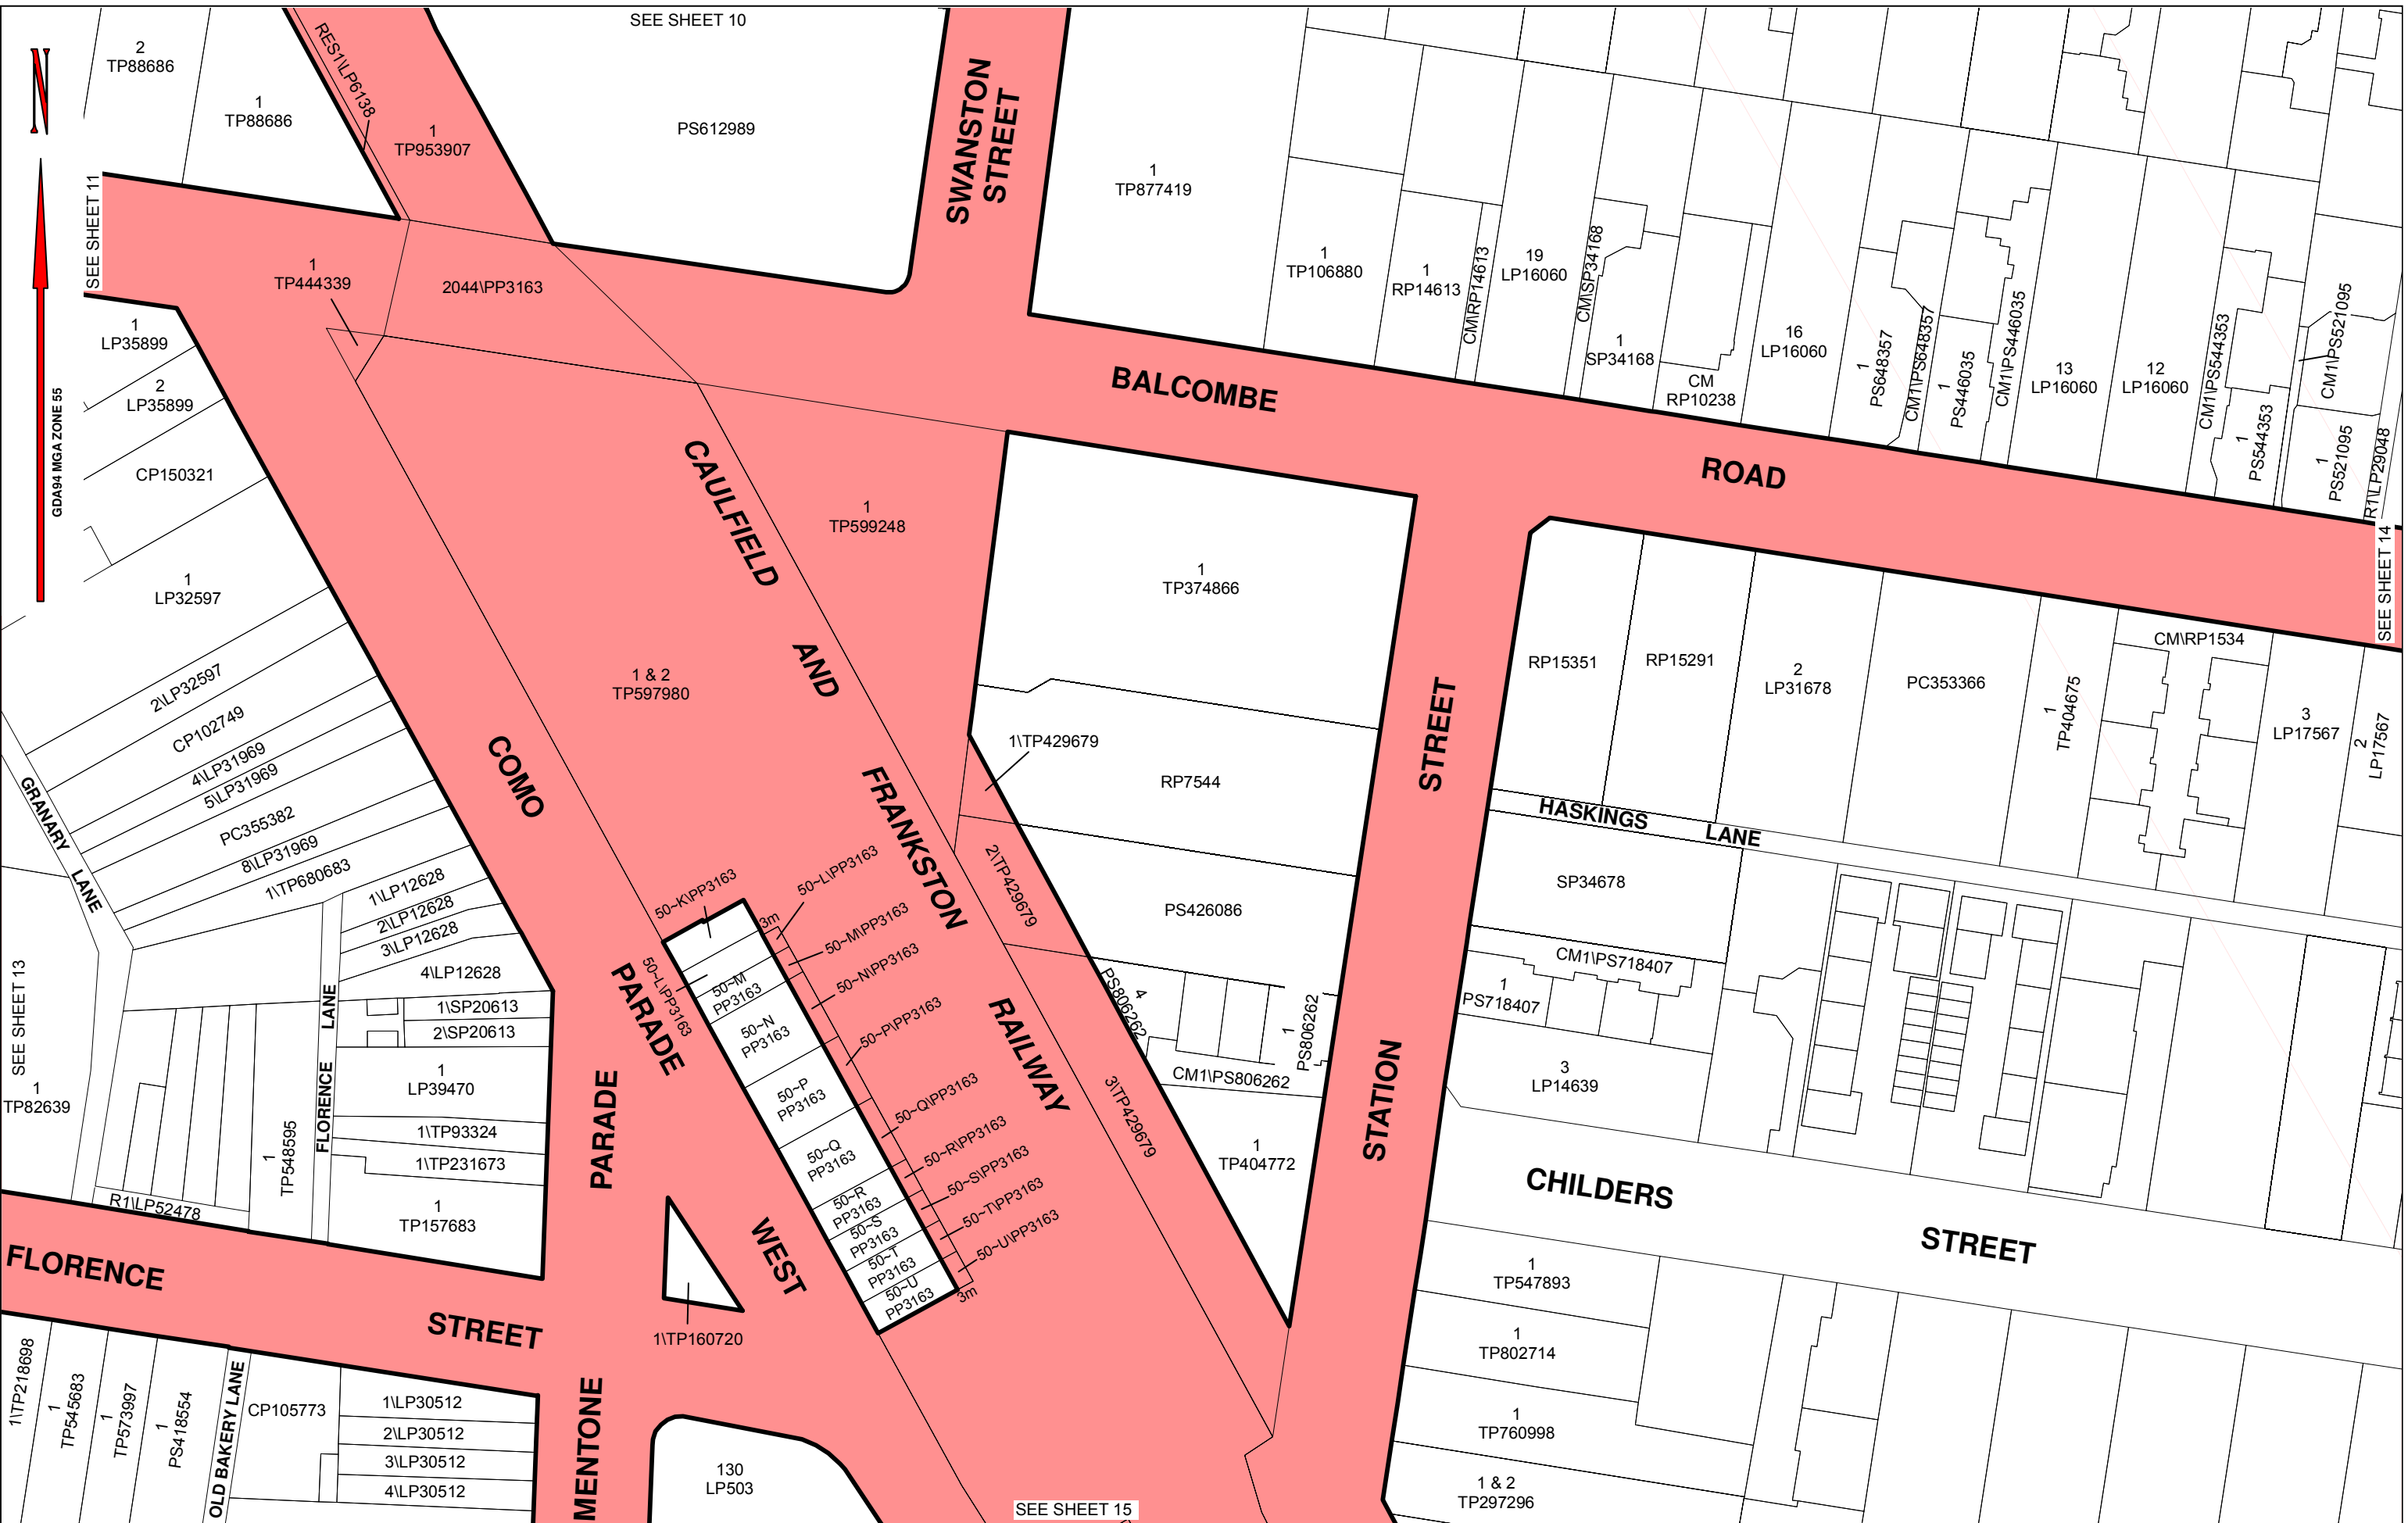 SEE SHEET 10
2
TP88686
1
TP88686
RES1\LP6138
1
TP953907
PS612989
SWANSTON
STREET
1
TP877419
N
SEE SHEET 11
GDA94 MGA ZONE 55
1
TP444339
2044\PP3163
1
TP106880
1
RP14613
CM\RP14613
19
LP16060
CM\SP34168
1
SP34168
CM
RP10238
16
LP16060
1
PS648357
CM1\PS648357
1
PS446035
CM1\PS446035
13
LP16060
12
LP16060
CM1\PS544353
1
PS544353
CM1\PS521095
1
PS521095
R1\LP29048
1
LP35899
2
LP35899
CP150321
1
LP32597
BALCOMBE
ROAD
SEE SHEET 14
CAULFIELD
AND
FRANKSTON
RAILWAY
1
TP599248
1
TP374866
1 & 2
TP597980
2\LP32597
CP102749
4\LP31969
5\LP31969
PC355382
8\LP31969
1\TP680683
GRANARY
LANE
COMO
PARADE
WEST
1\TP429679
RP7544
STREET
STATION
RP15351
RP15291
2
LP31678
PC353366
1
TP404675
CM\RP1534
3
LP17567
2
LP17567
HASKINGS
LANE
SP34678
PS426086
2\TP429679
1\LP12628
2\LP12628
3\LP12628
4\LP12628
50~K\PP3163
3m
50~L\PP3163
50~M\PP3163
50~N\PP3163
50~P\PP3163
50~Q\PP3163
50~R\PP3163
50~S\PP3163
50~T\PP3163
50~U\PP3163
3m
50~L\PP3163
50~M
PP3163
50~N
PP3163
50~P
PP3163
50~Q
PP3163
50~R
PP3163
50~S
PP3163
50~T
PP3163
50~U
PP3163
CM1\PS718407
1
PS718407
3
LP14639
4
PS806262
1
PS806262
CM1\PS806262
3\TP429679
1
TP404772
SEE SHEET 13
1
TP82639
FLORENCE
LANE
1\SP20613
2\SP20613
1
LP39470
1\TP93324
1\TP231673
1
TP157683
1
TP548595
R1\LP52478
PARADE
MENTONE
FLORENCE
STREET
1\TP160720
CHILDERS
STREET
1
TP547893
1
TP802714
1
TP760998
1 & 2
TP297296
1\TP218698
1
TP545683
1
TP573997
1
PS418554
OLD BAKERY LANE
CP105773
1\LP30512
2\LP30512
3\LP30512
4\LP30512
130
LP503
SEE SHEET 15